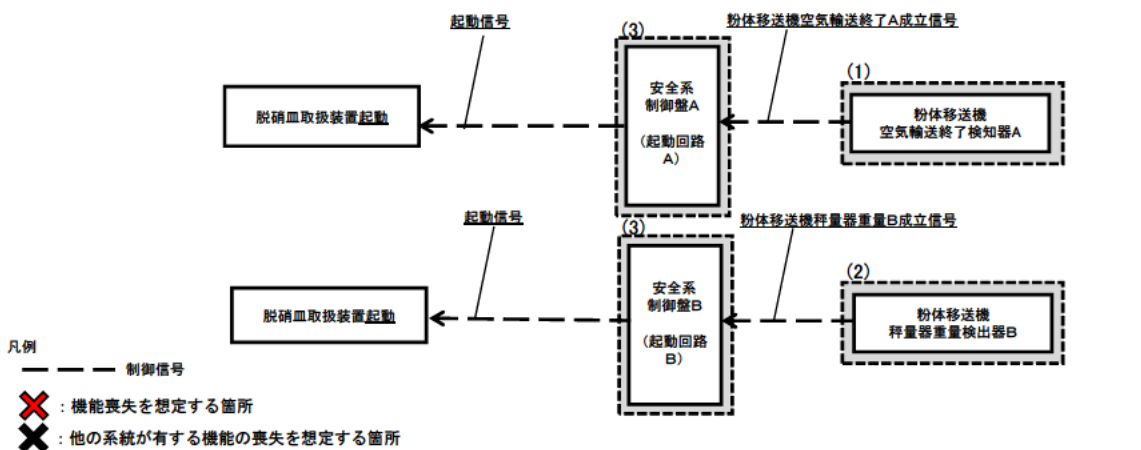 起動信号
粉体移送機空気輸送終了A成立信号
(3)
(1)
脱硝皿取扱装置起動
安全系
制御盤A
(起動回路
A)
粉体移送機
空気輸送終了検知器A
起動信号
粉体移送機秤量器重量B成立信号
(3)
(2)
脱硝皿取扱装置起動
安全系
制御盤B
(起動回路
B)
粉体移送機
秤量器重量検出器B
凡例
制御信号
：機能喪失を想定する箇所
：他の系統が有する機能の喪失を想定する箇所